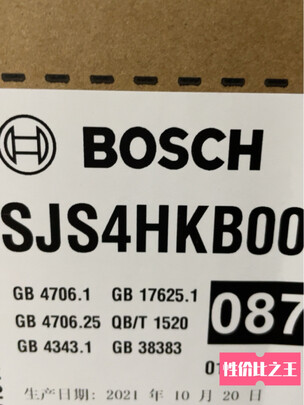 BOSCH
SJS4HKB00
GB 4706.1 GB 17625.1
GB 4706.25 QB/T 1520
GB 4343.1 GB 38383
087
01
生产日期: 2021 年 10 月 20 日
性价比之王